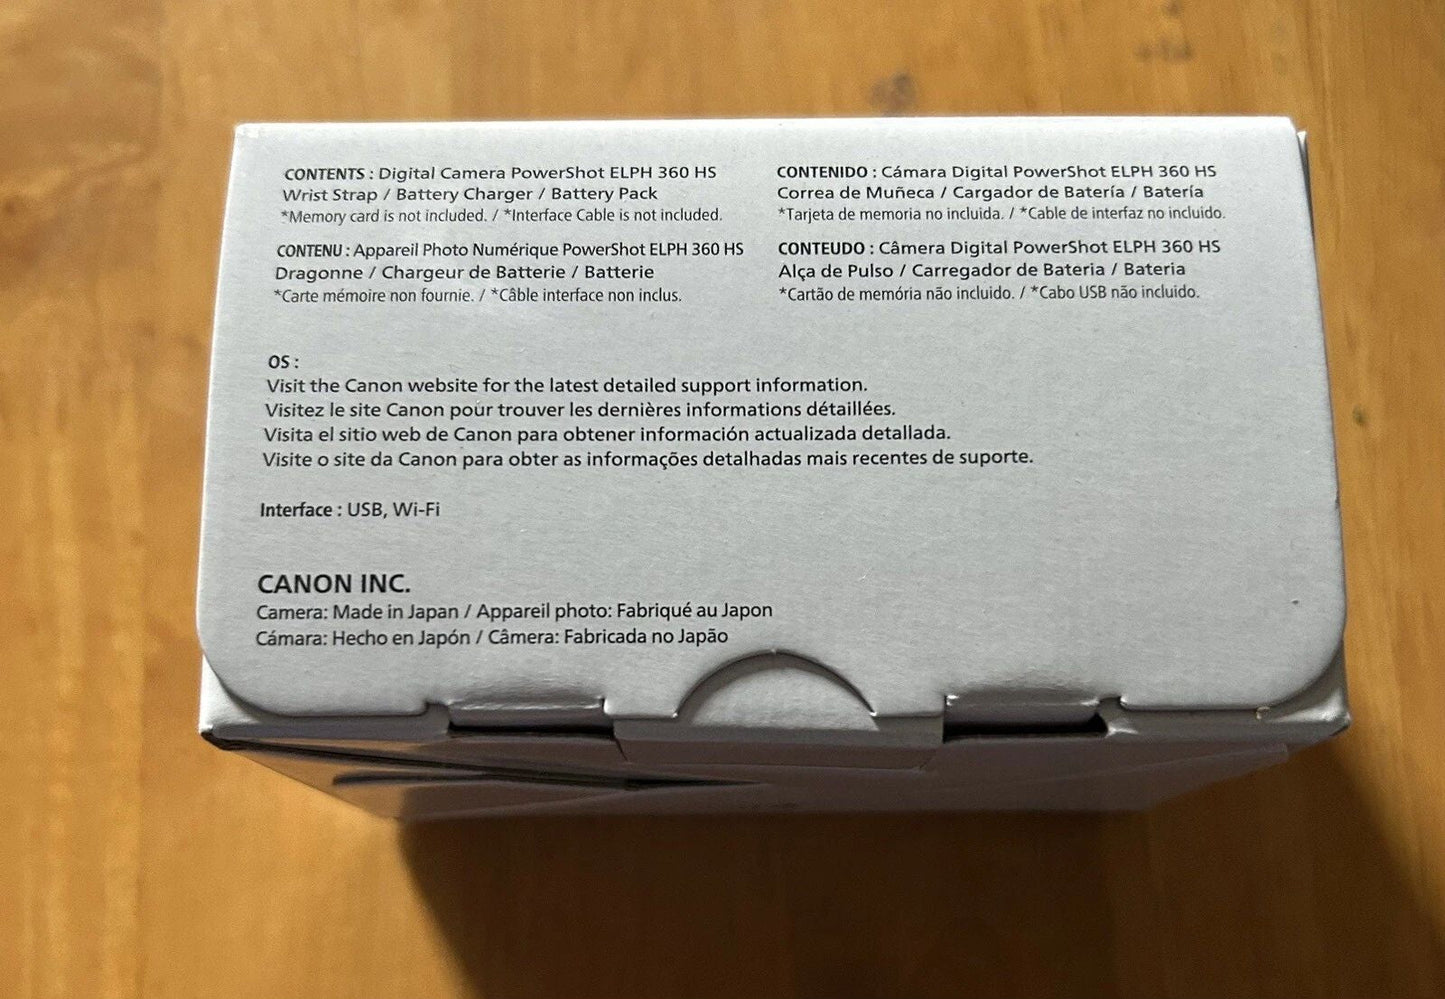 CONTENTS : Digital Camera PowerShot ELPH 360 HS
Wrist Strap / Battery Charger / Battery Pack
*Memory card is not included. / *Interface Cable is not included.
CONTENU : Appareil Photo Numérique PowerShot ELPH 360 HS
Dragonne / Chargeur de Batterie / Batterie
*Carte mémoire non fournie. / *Câble interface non inclus.
CONTENIDO : Cámara Digital PowerShot ELPH 360 HS
Correa de Muñeca / Cargador de Batería / Batería
*Tarjeta de memoria no incluida. / *Cable de interfaz no incluido.
CONTEUDO : Câmera Digital PowerShot ELPH 360 HS
Alça de Pulso / Carregador de Bateria / Bateria
*Cartão de memória não incluido. / *Cabo USB não incluido.
OS :
Visit the Canon website for the latest detailed support information.
Visitez le site Canon pour trouver les dernières informations détaillées.
Visita el sitio web de Canon para obtener información actualizada detallada.
Visite o site da Canon para obter as informações detalhadas mais recentes de suporte.
Interface : USB, Wi-Fi
CANON INC.
Camera: Made in Japan / Appareil photo: Fabriqué au Japon
Cámara: Hecho en Japón / Câmera: Fabricada no Japão